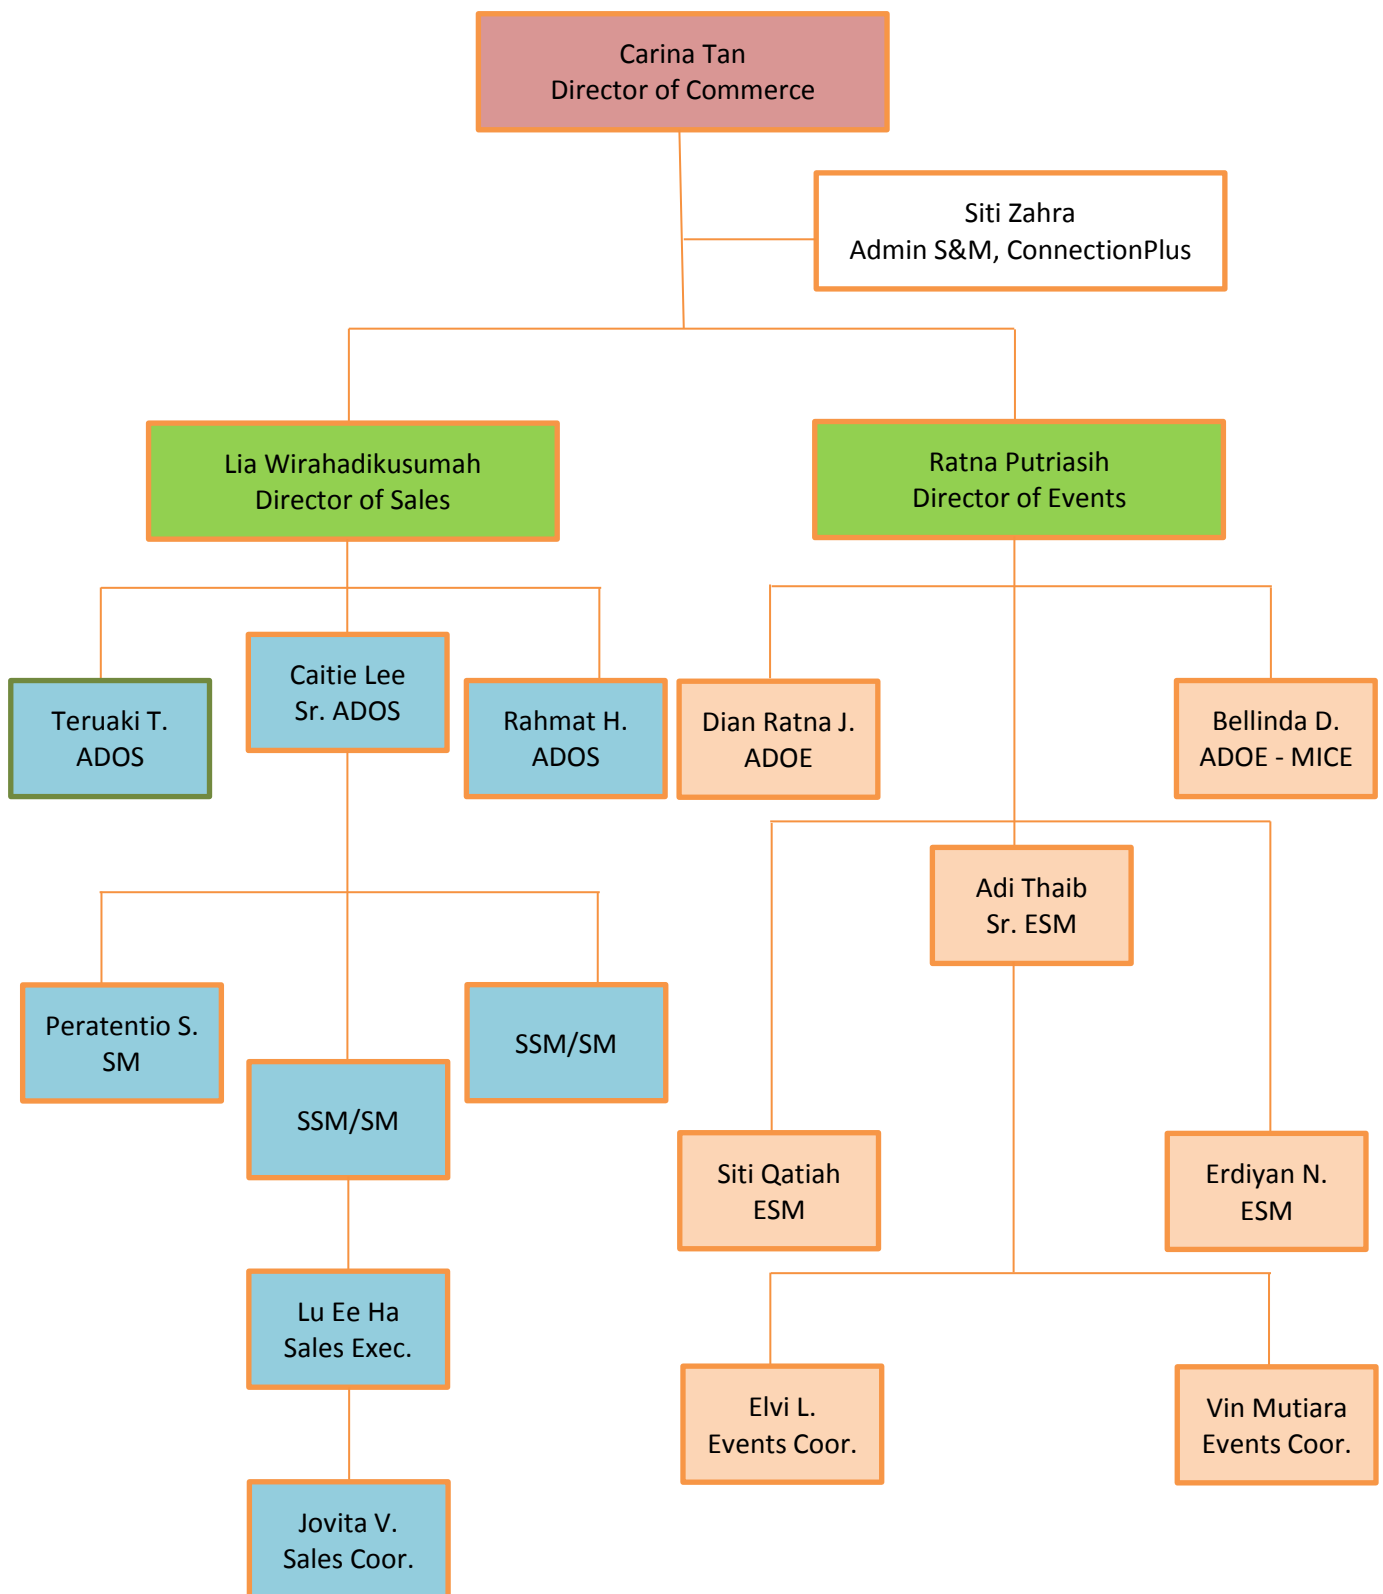 Carina Tan
Director of Commerce
Siti Zahra
Admin S&M, ConnectionPlus
Lia Wirahadikusumah
Director of Sales
Ratna Putriasih
Director of Events
Teruaki T.
ADOS
Caitie Lee
Sr. ADOS
Rahmat H.
ADOS
Dian Ratna J.
ADOE
Bellinda D.
ADOE - MICE
Adi Thaib
Sr. ESM
Peratentio S.
SM
SSM/SM
SSM/SM
Siti Qatiah
ESM
Erdiyan N.
ESM
Lu Ee Ha
Sales Exec.
Elvi L.
Events Coor.
Vin Mutiara
Events Coor.
Jovita V.
Sales Coor.